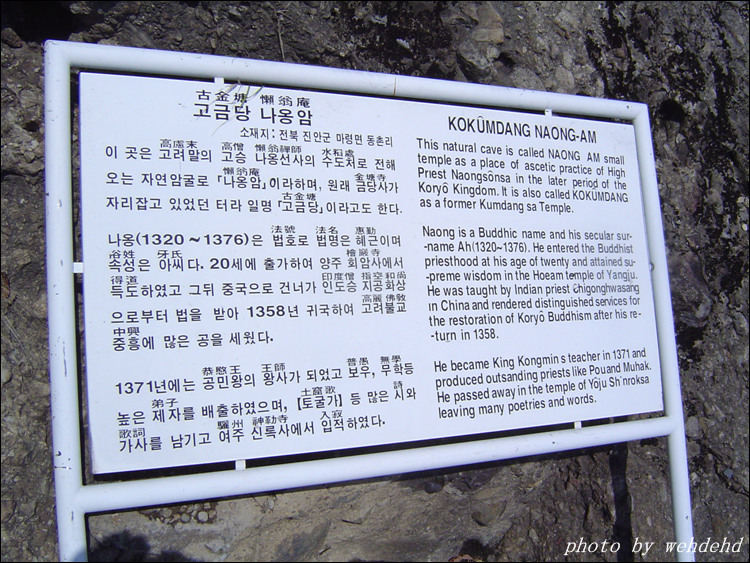 古金塘 懶翁庵
고금당 나옹암
소재지: 전북 진안군 마령면 동촌리
高麗末 高僧 懶翁禪師 水程處
이 곳은 고려말의 고승 나옹선사의 수도처로 전해
懶翁庵 金塘寺
오는 자연암굴로 「나옹암」이라하며, 원래 금당사가
古金塘
자리잡고 있었던 터라 일명 「고금당」이라고도 한다.
法號 法名 惠勤
나옹(1320~1376)은 법호로 법명은 혜근이며
俗姓 牙氏 檜巖寺
속성은 아씨다. 20세에 출가하여 양주 회암사에서
得道 印度僧 指空和尙
득도하였고 그뒤 중국으로 건너가 인도승 지공화상
高麗佛敎
으로부터 법을 받아 1358년 귀국하여 고려불교
中興
중흥에 많은 공을 세웠다.
恭愍王 王師 普愚 無學
1371년에는 공민왕의 왕사가 되었고 보우, 무학등
弟子 土窟歌 詩
높은 제자를 배출하였으며, 【토굴가】 등 많은 시와
歌詞 驪州 神勒寺 入寂
가사를 남기고 여주 신륵사에서 입적하였다.
KOKÛMDANG NAONG-AM
This natural cave is called NAONG AM small
temple as a place of ascetic practice of High
Priest Naongsônsa in the later period of the
Koryô Kingdom. It is also called KOKUMDANG
as a former Kumdang sa Temple.
Naong is a Buddhic name and his secular sur-
-name Ah(1320~1376). He entered the Buddhist
priesthood at his age of twenty and attained su-
-preme wisdom in the Hoeam temple of Yangju.
He was taught by Indian priest chigonghwasang
in China and rendered distinguished services for
the restoration of Koryô Buddhism after his re-
-turn in 1358.
He became King Kongmin s teacher in 1371 and
produced outsanding priests like Pou and Muhak.
He passed away in the temple of Yôju Sh'nroksa
leaving many poetries and words.
photo by wehdehd